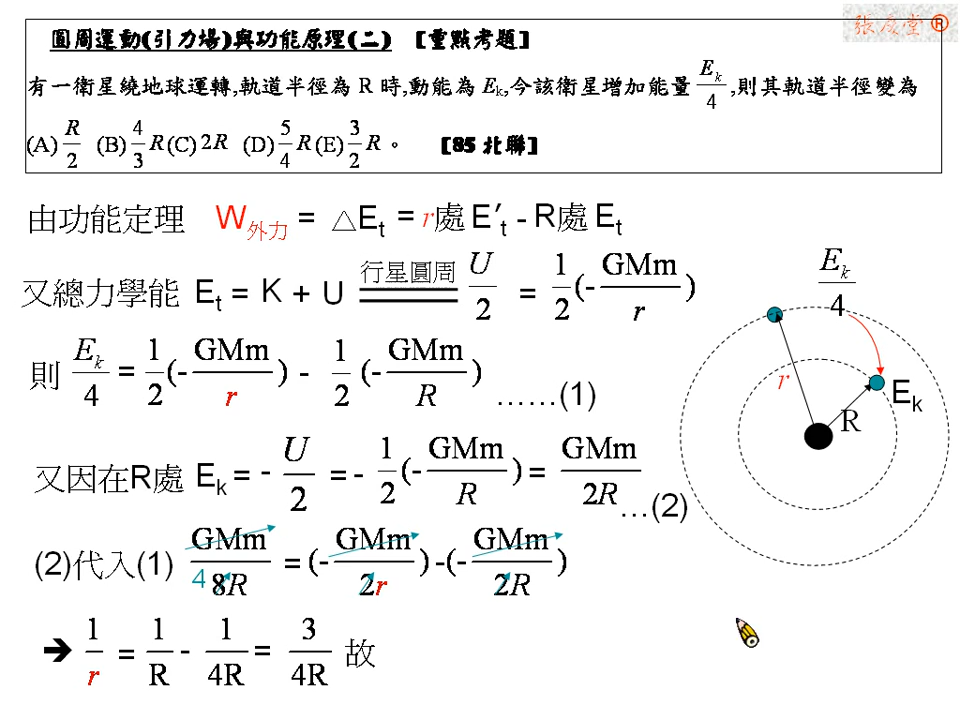 張友堂®
圓周運動(引力場)與功能原理(二) [重點考題]
有一衛星繞地球運轉,軌道半徑為 R 時,動能為 Ek,今該衛星增加能量 Ek/4 ,則其軌道半徑變為
(A) R/2 (B) 4/3 R (C) 2R (D) 5/4 R (E) 3/2 R 。 [85 北聯]
由功能定理 W外力 = △Et = r處 E′t - R處 Et
又總力學能 Et = K + U 行星圓周 U/2 = 1/2 (- GMm/r )
則 Ek/4 = 1/2 (- GMm/r ) - 1/2 (- GMm/R ) ……(1)
又因在R處 Ek = - U/2 = - 1/2 (- GMm/R ) = GMm/2R …(2)
(2)代入(1) GMm/8R 4 = (- GMm/2r ) -(- GMm/2R )
➔ 1/r = 1/R - 1/4R = 3/4R 故
Ek/4
r
R
Ek